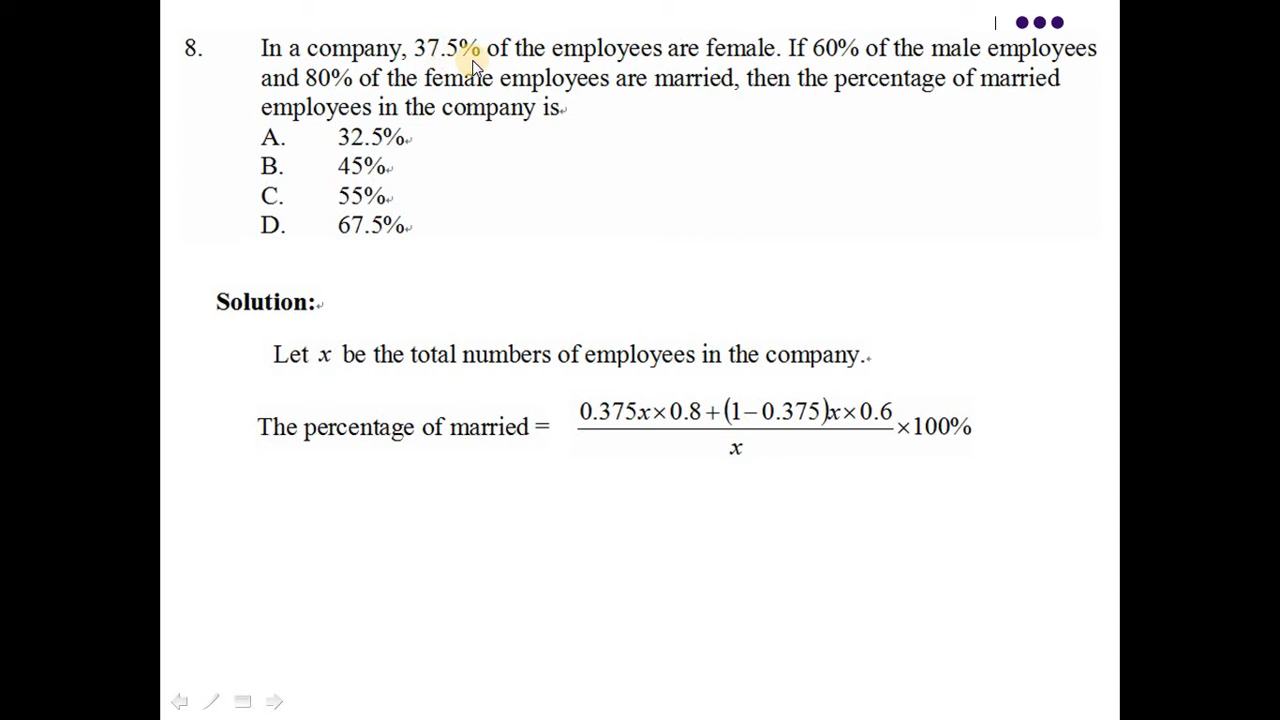 8. In a company, 37.5% of the employees are female. If 60% of the male employees
and 80% of the female employees are married, then the percentage of married
employees in the company is
A. 32.5%
B. 45%
C. 55%
D. 67.5%
Solution:
Let x be the total numbers of employees in the company.
The percentage of married = \frac{0.375x×0.8+(1−0.375)x×0.6}{x}×100%